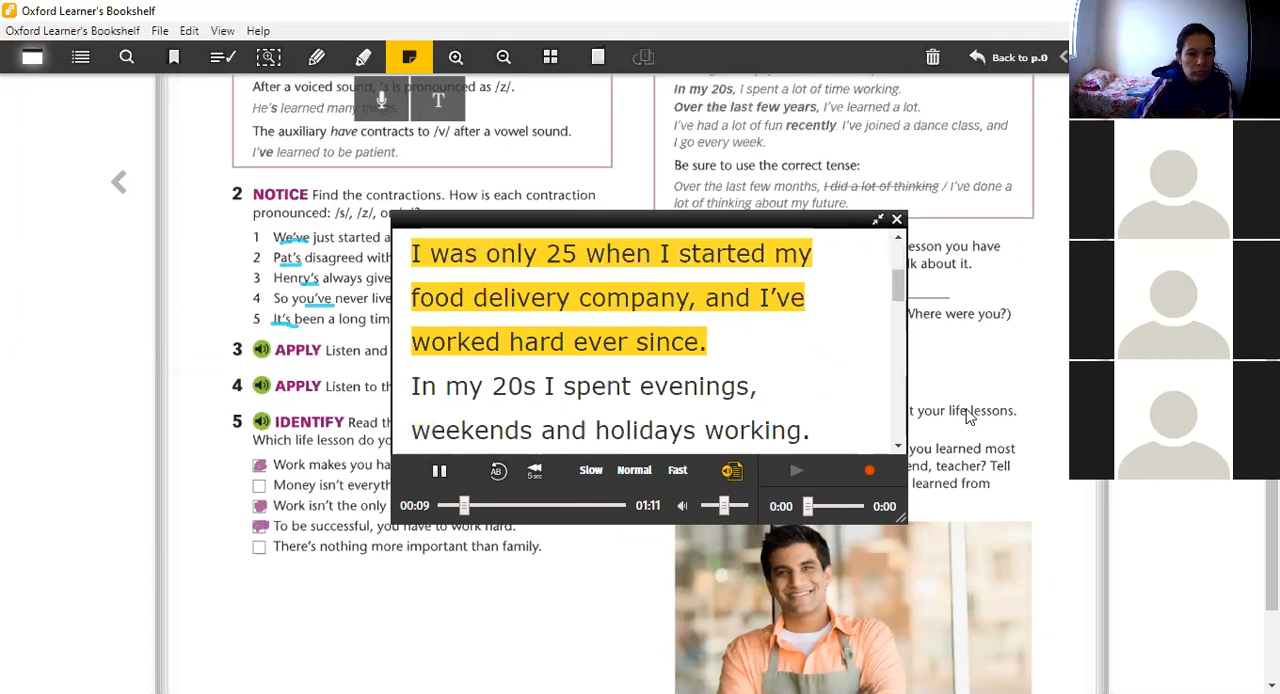 Oxford Learner's Bookshelf
Oxford Learner's Bookshelf File Edit View Help
Back to p.0
After a voiced sound, 's is pronounced as /z/.
He's learned many things.
T
The auxiliary have contracts to /v/ after a vowel sound.
I've learned to be patient.
In my 20s, I spent a lot of time working.
Over the last few years, I've learned a lot.
I've had a lot of fun recently. I've joined a dance class, and
I go every week.
Be sure to use the correct tense:
Over the last few months, I did a lot of thinking / I've done a
lot of thinking about my future.
2 NOTICE Find the contractions. How is each contraction
pronounced: /s/, /z/, or
1 We've just started a
2 Pat's disagreed with
3 Henry's always give
4 So you've never live
5 It's been a long tim
3 APPLY Listen and
4 APPLY Listen to th
5 IDENTIFY Read th
Which life lesson do yo
Work makes you ha
Money isn't everyth
Work isn't the only
To be successful, you have to work hard.
There's nothing more important than family.
I was only 25 when I started my
food delivery company, and I've
worked hard ever since.
In my 20s I spent evenings,
weekends and holidays working.
AB
5 sec
Slow Normal Fast
00:09 01:11 0:00 0:00
esson you have
k about it.
Where were you?)
t your life lessons.
you learned most
end, teacher? Tell
learned from